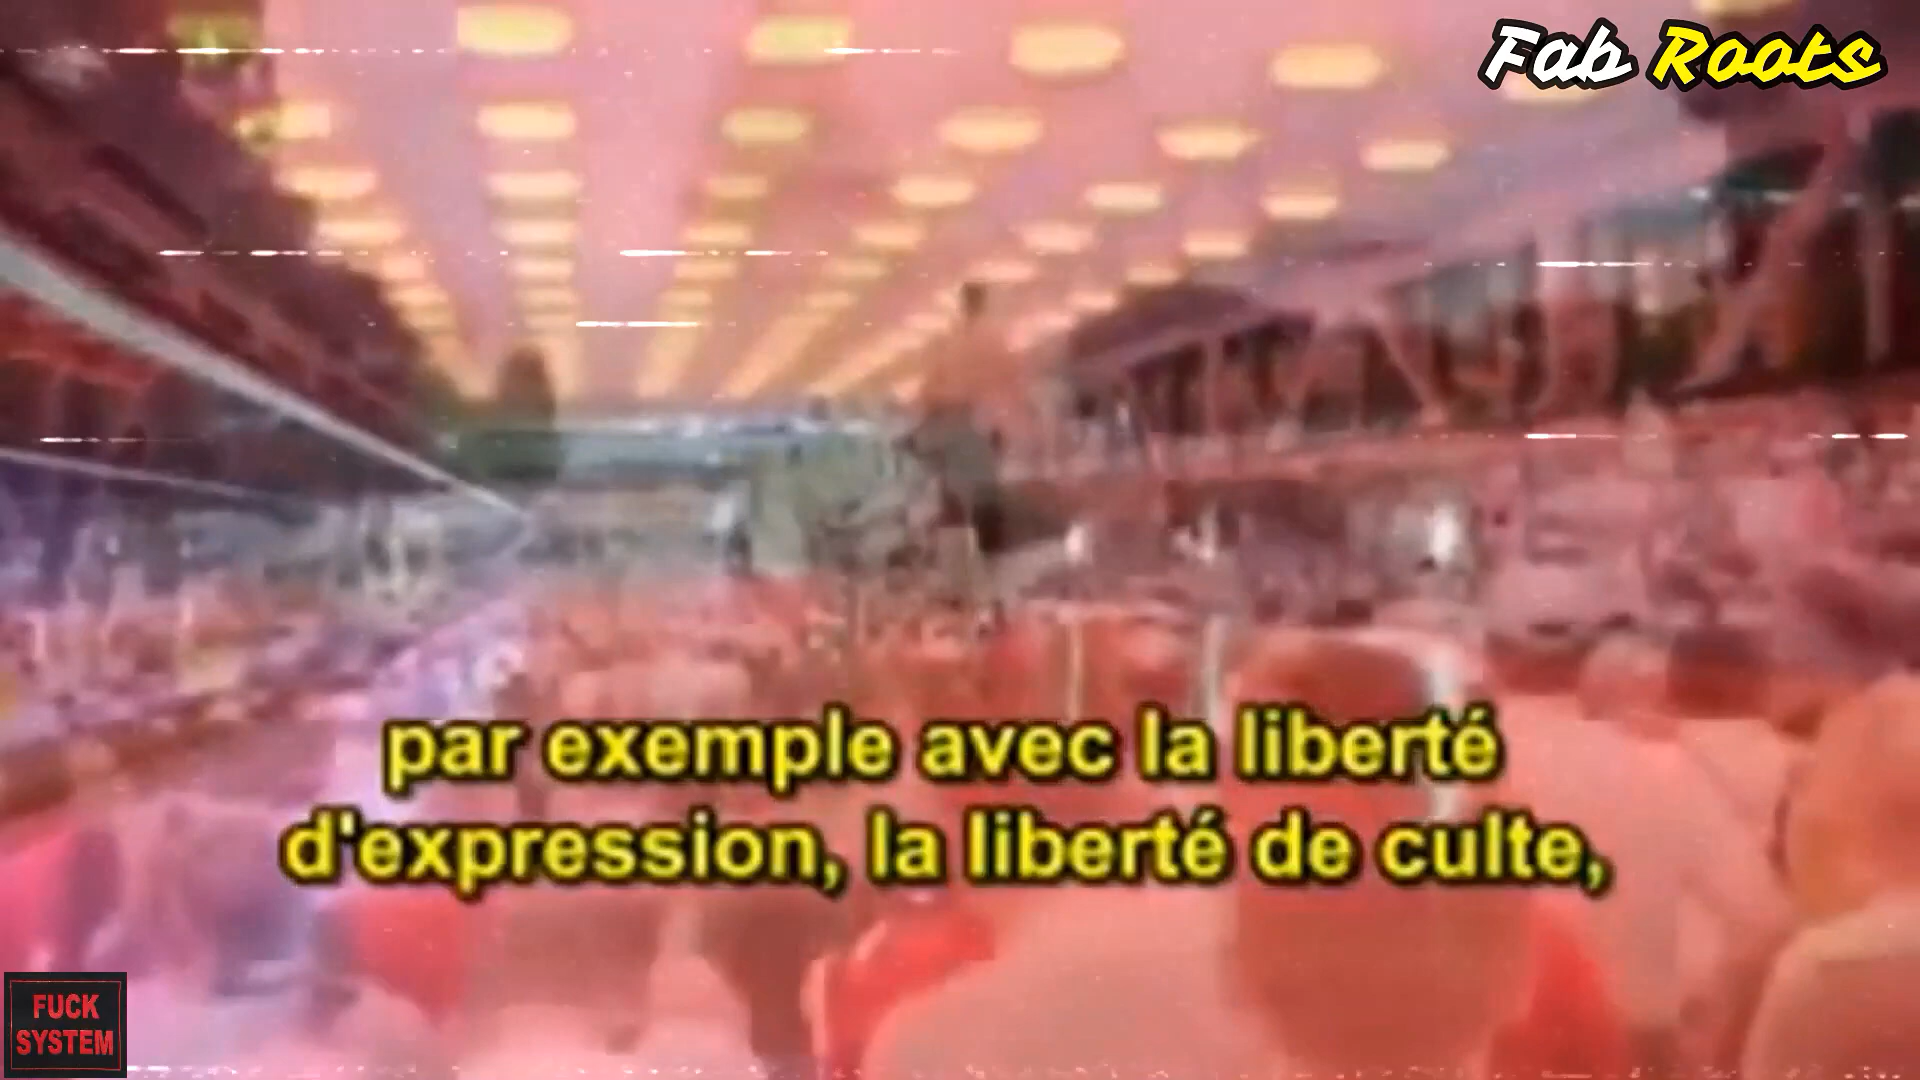 Fab Roots
par exemple avec la liberté
d'expression, la liberté de culte,
FUCK
SYSTEM